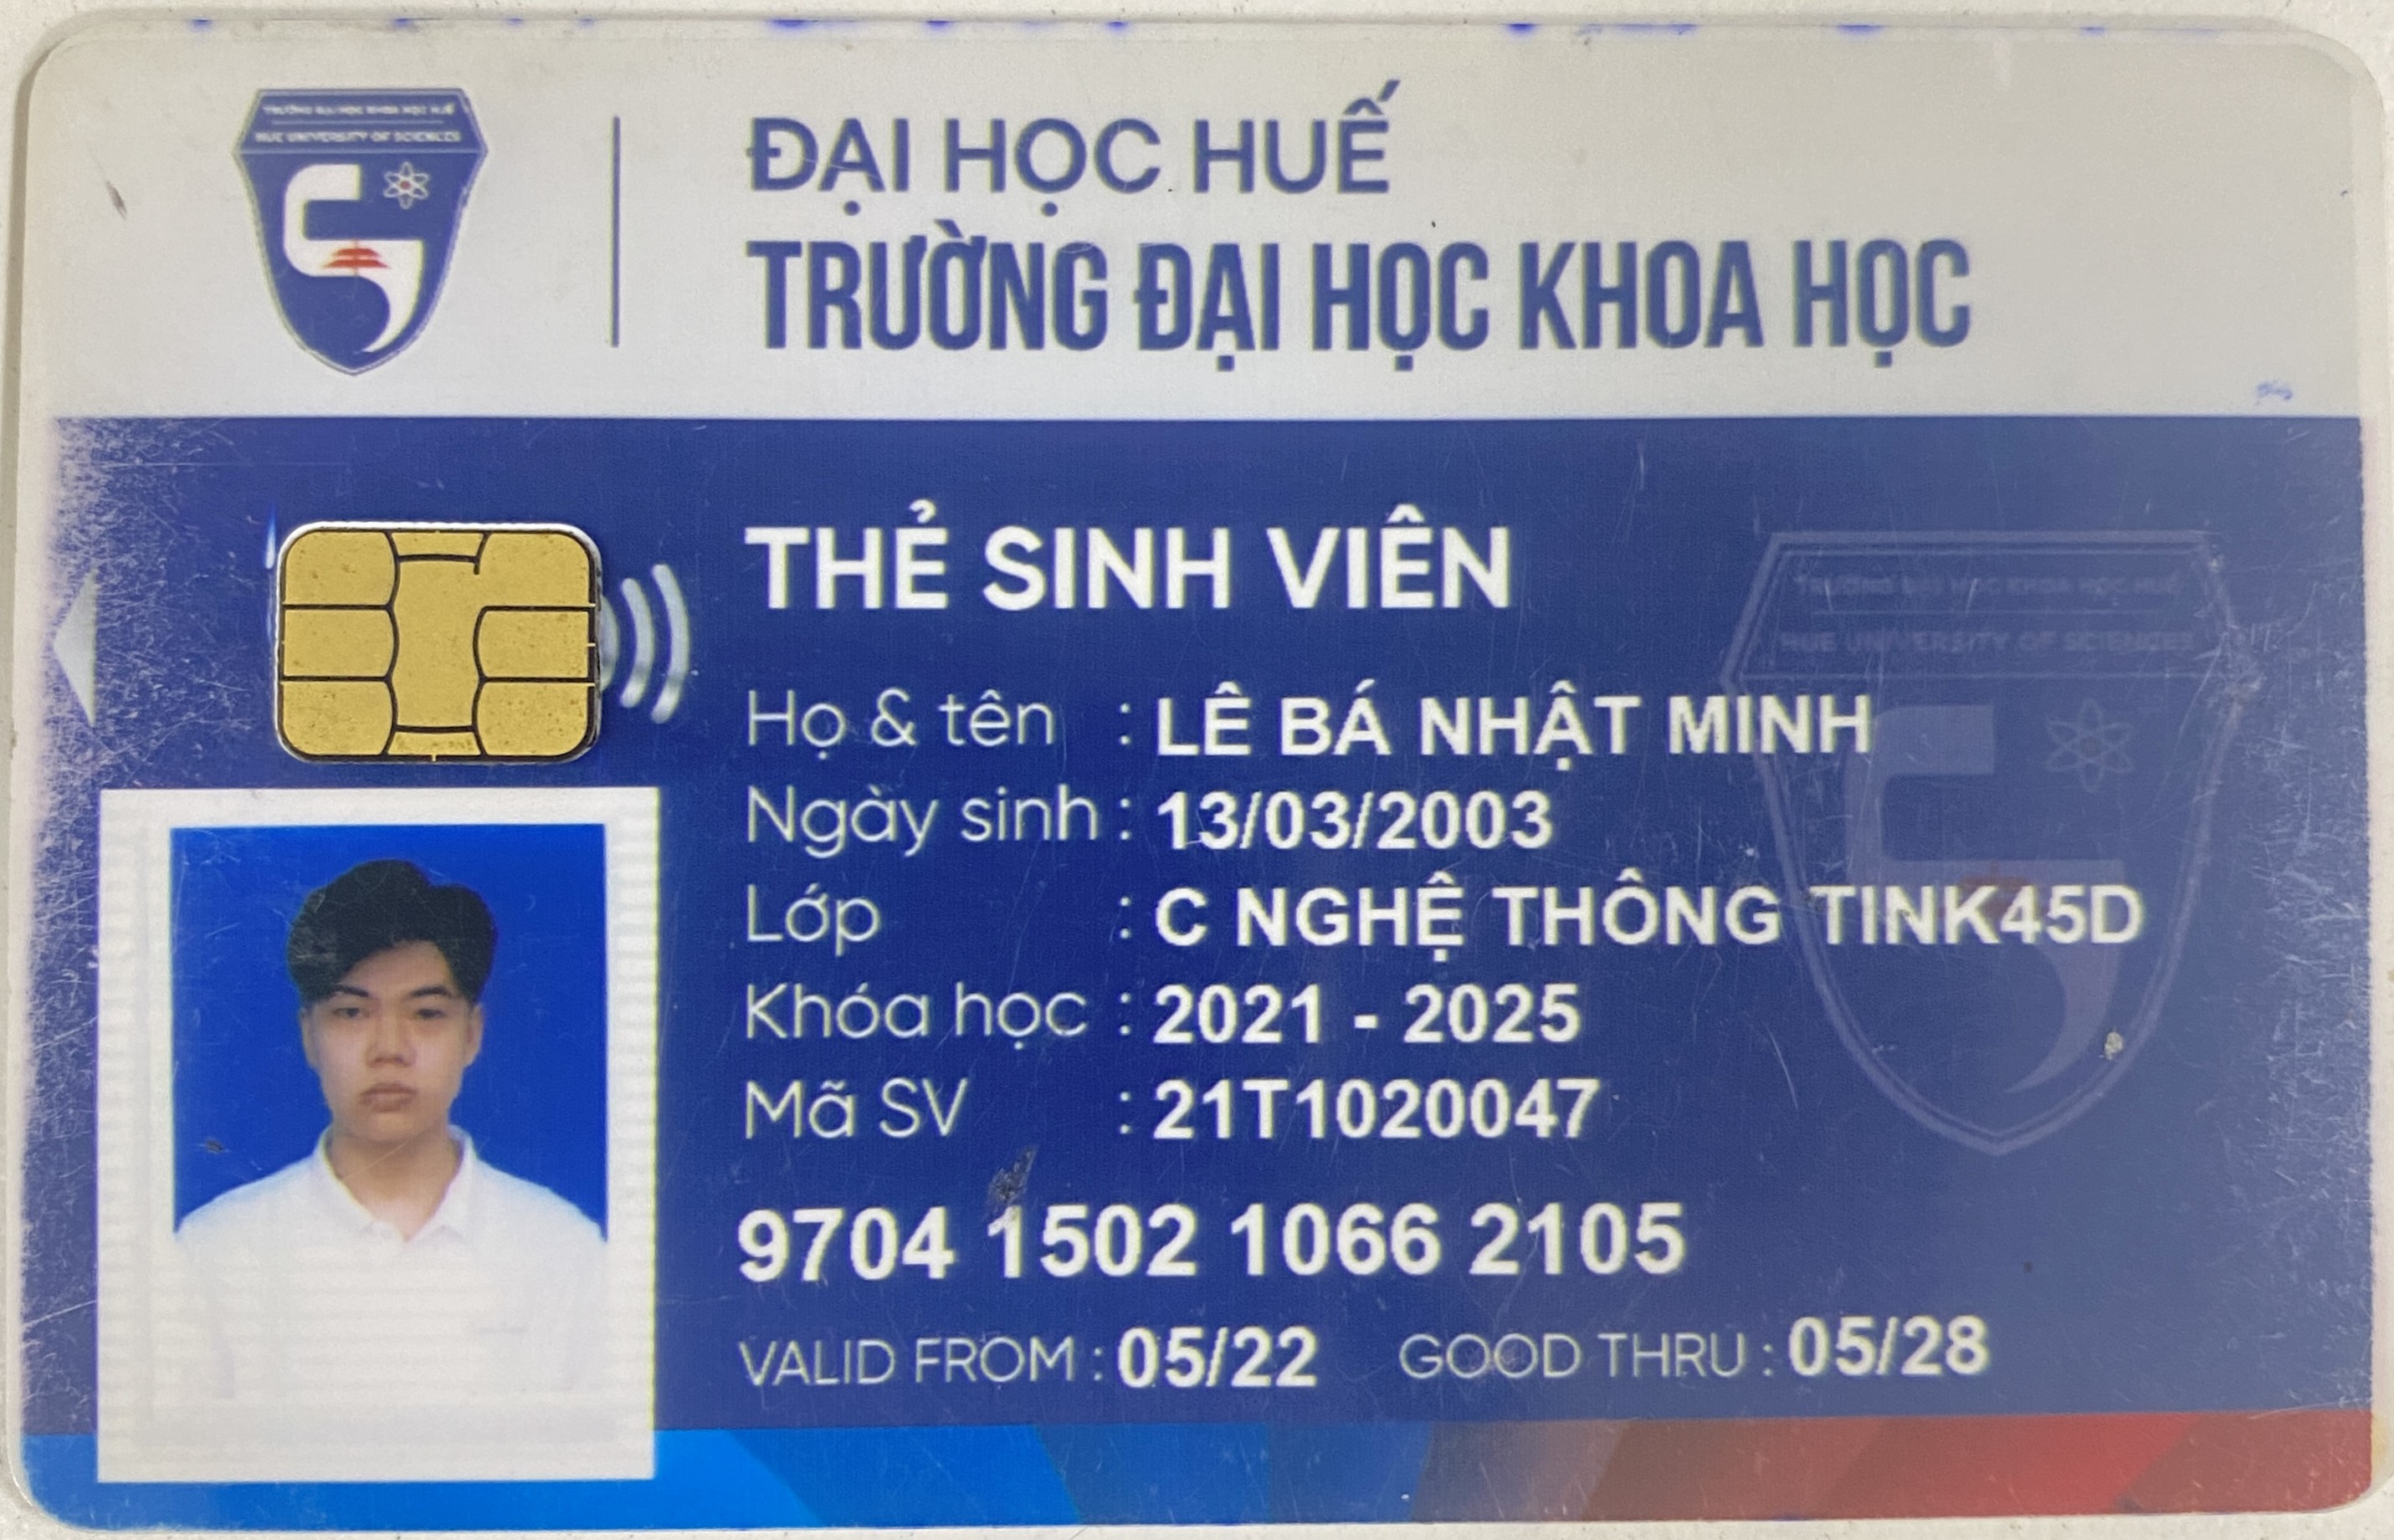 TRƯỜNG ĐẠI HỌC KHOA HỌC HUẾ
HUE UNIVERSITY OF SCIENCES
ĐẠI HỌC HUẾ
TRƯỜNG ĐẠI HỌC KHOA HỌC
THẺ SINH VIÊN
TRƯỜNG ĐẠI HỌC KHOA HỌC HUẾ
HUE UNIVERSITY OF SCIENCES
Họ & tên : LÊ BÁ NHẬT MINH
Ngày sinh : 13/03/2003
Lớp : C NGHỆ THÔNG TINK45D
Khóa học : 2021 - 2025
Mã SV : 21T1020047
9704 1502 1066 2105
VALID FROM : 05/22 GOOD THRU : 05/28